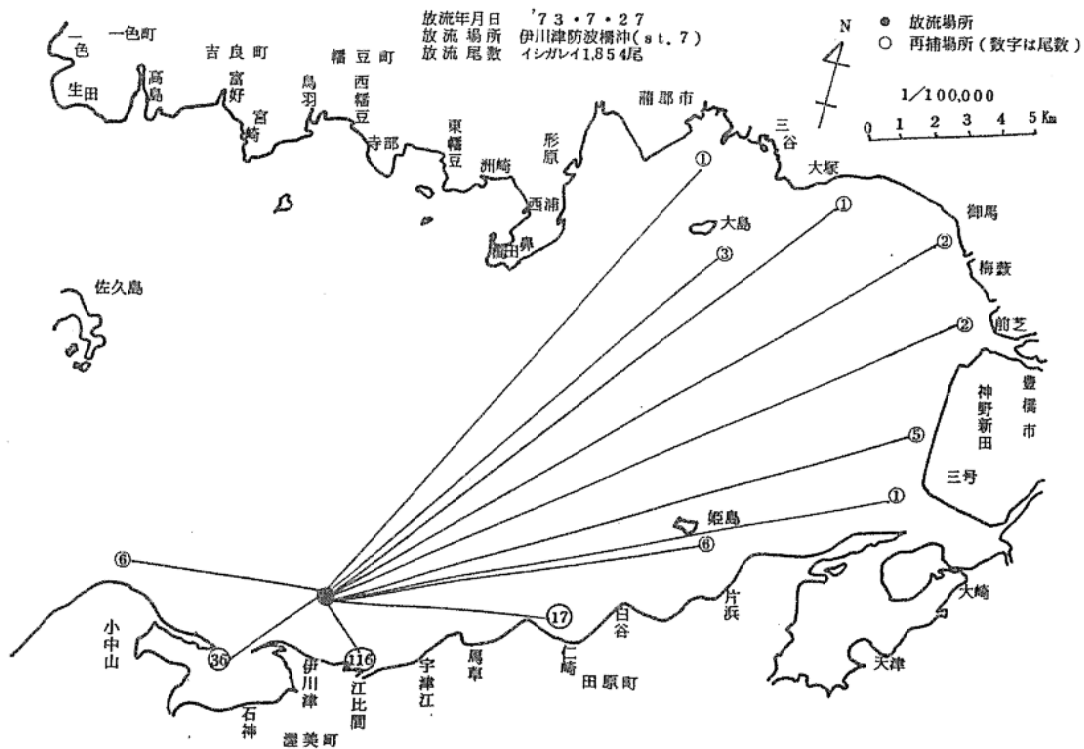 放流年月日 '73・7・27
放流場所 伊川津防波柵沖(st.7)
放流尾数 イシガレイ1,854尾
N
放流場所
再捕場所(数字は尾数)
1/100,000
0 1 2 3 4 5 Km
一色
一色町
生田
高島
吉良町
富好
宮崎
鳥羽
幡豆町
西幡豆
寺部
東幡豆
洲崎
西浦
橋田鼻
形原
蒲郡市
三谷
大塚
御馬
梅藪
前芝
豊橋市
神野新田
三号
大島
佐久島
姫島
①
①
③
②
②
⑤
①
⑥
⑥
17
36
116
小中山
石神
渥美町
伊川津
江比間
宇津江
馬草
仁崎
田原町
白谷
片浜
大崎
天津